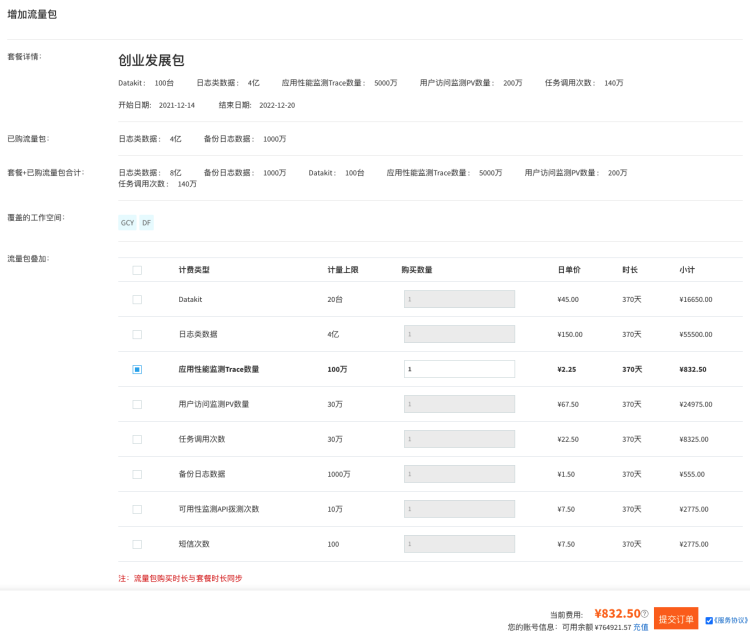 增加流量包
套餐详情:
创业发展包
Datakit： 100台 日志类数据： 4亿 应用性能监测Trace数量： 5000万 用户访问监测PV数量： 200万 任务调用次数： 140万
开始日期: 2021-12-14 结束日期: 2022-12-20
已购流量包:
日志类数据： 4亿 备份日志数据： 1000万
套餐+已购流量包合计:
日志类数据： 8亿 备份日志数据： 1000万 Datakit： 100台 应用性能监测Trace数量： 5000万 用户访问监测PV数量： 200万
任务调用次数： 140万
覆盖的工作空间:
GCY DF
流量包叠加:
计费类型 计量上限 购买数量 日单价 时长 小计
Datakit 20台 1 ¥45.00 370天 ¥16650.00
日志类数据 4亿 1 ¥150.00 370天 ¥55500.00
应用性能监测Trace数量 100万 1 ¥2.25 370天 ¥832.50
用户访问监测PV数量 30万 1 ¥67.50 370天 ¥24975.00
任务调用次数 30万 1 ¥22.50 370天 ¥8325.00
备份日志数据 1000万 1 ¥1.50 370天 ¥555.00
可用性监测API拨测次数 10万 1 ¥7.50 370天 ¥2775.00
短信次数 100 1 ¥7.50 370天 ¥2775.00
注: 流量包购买时长与套餐时长同步
当前费用: ¥832.50
您的账号信息: 可用余额 ¥764921.57 充值
提交订单
《服务协议》